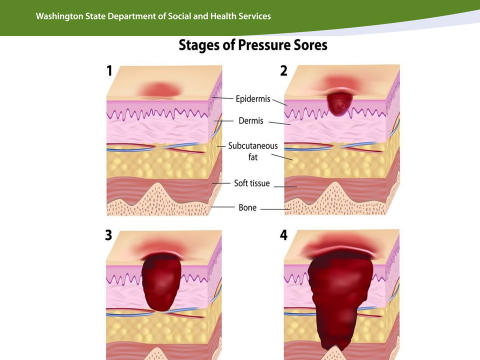 Washington State Department of Social and Health Services
Stages of Pressure Sores
1
2
Epidermis
Dermis
Subcutaneous
fat
Soft tissue
Bone
3
4